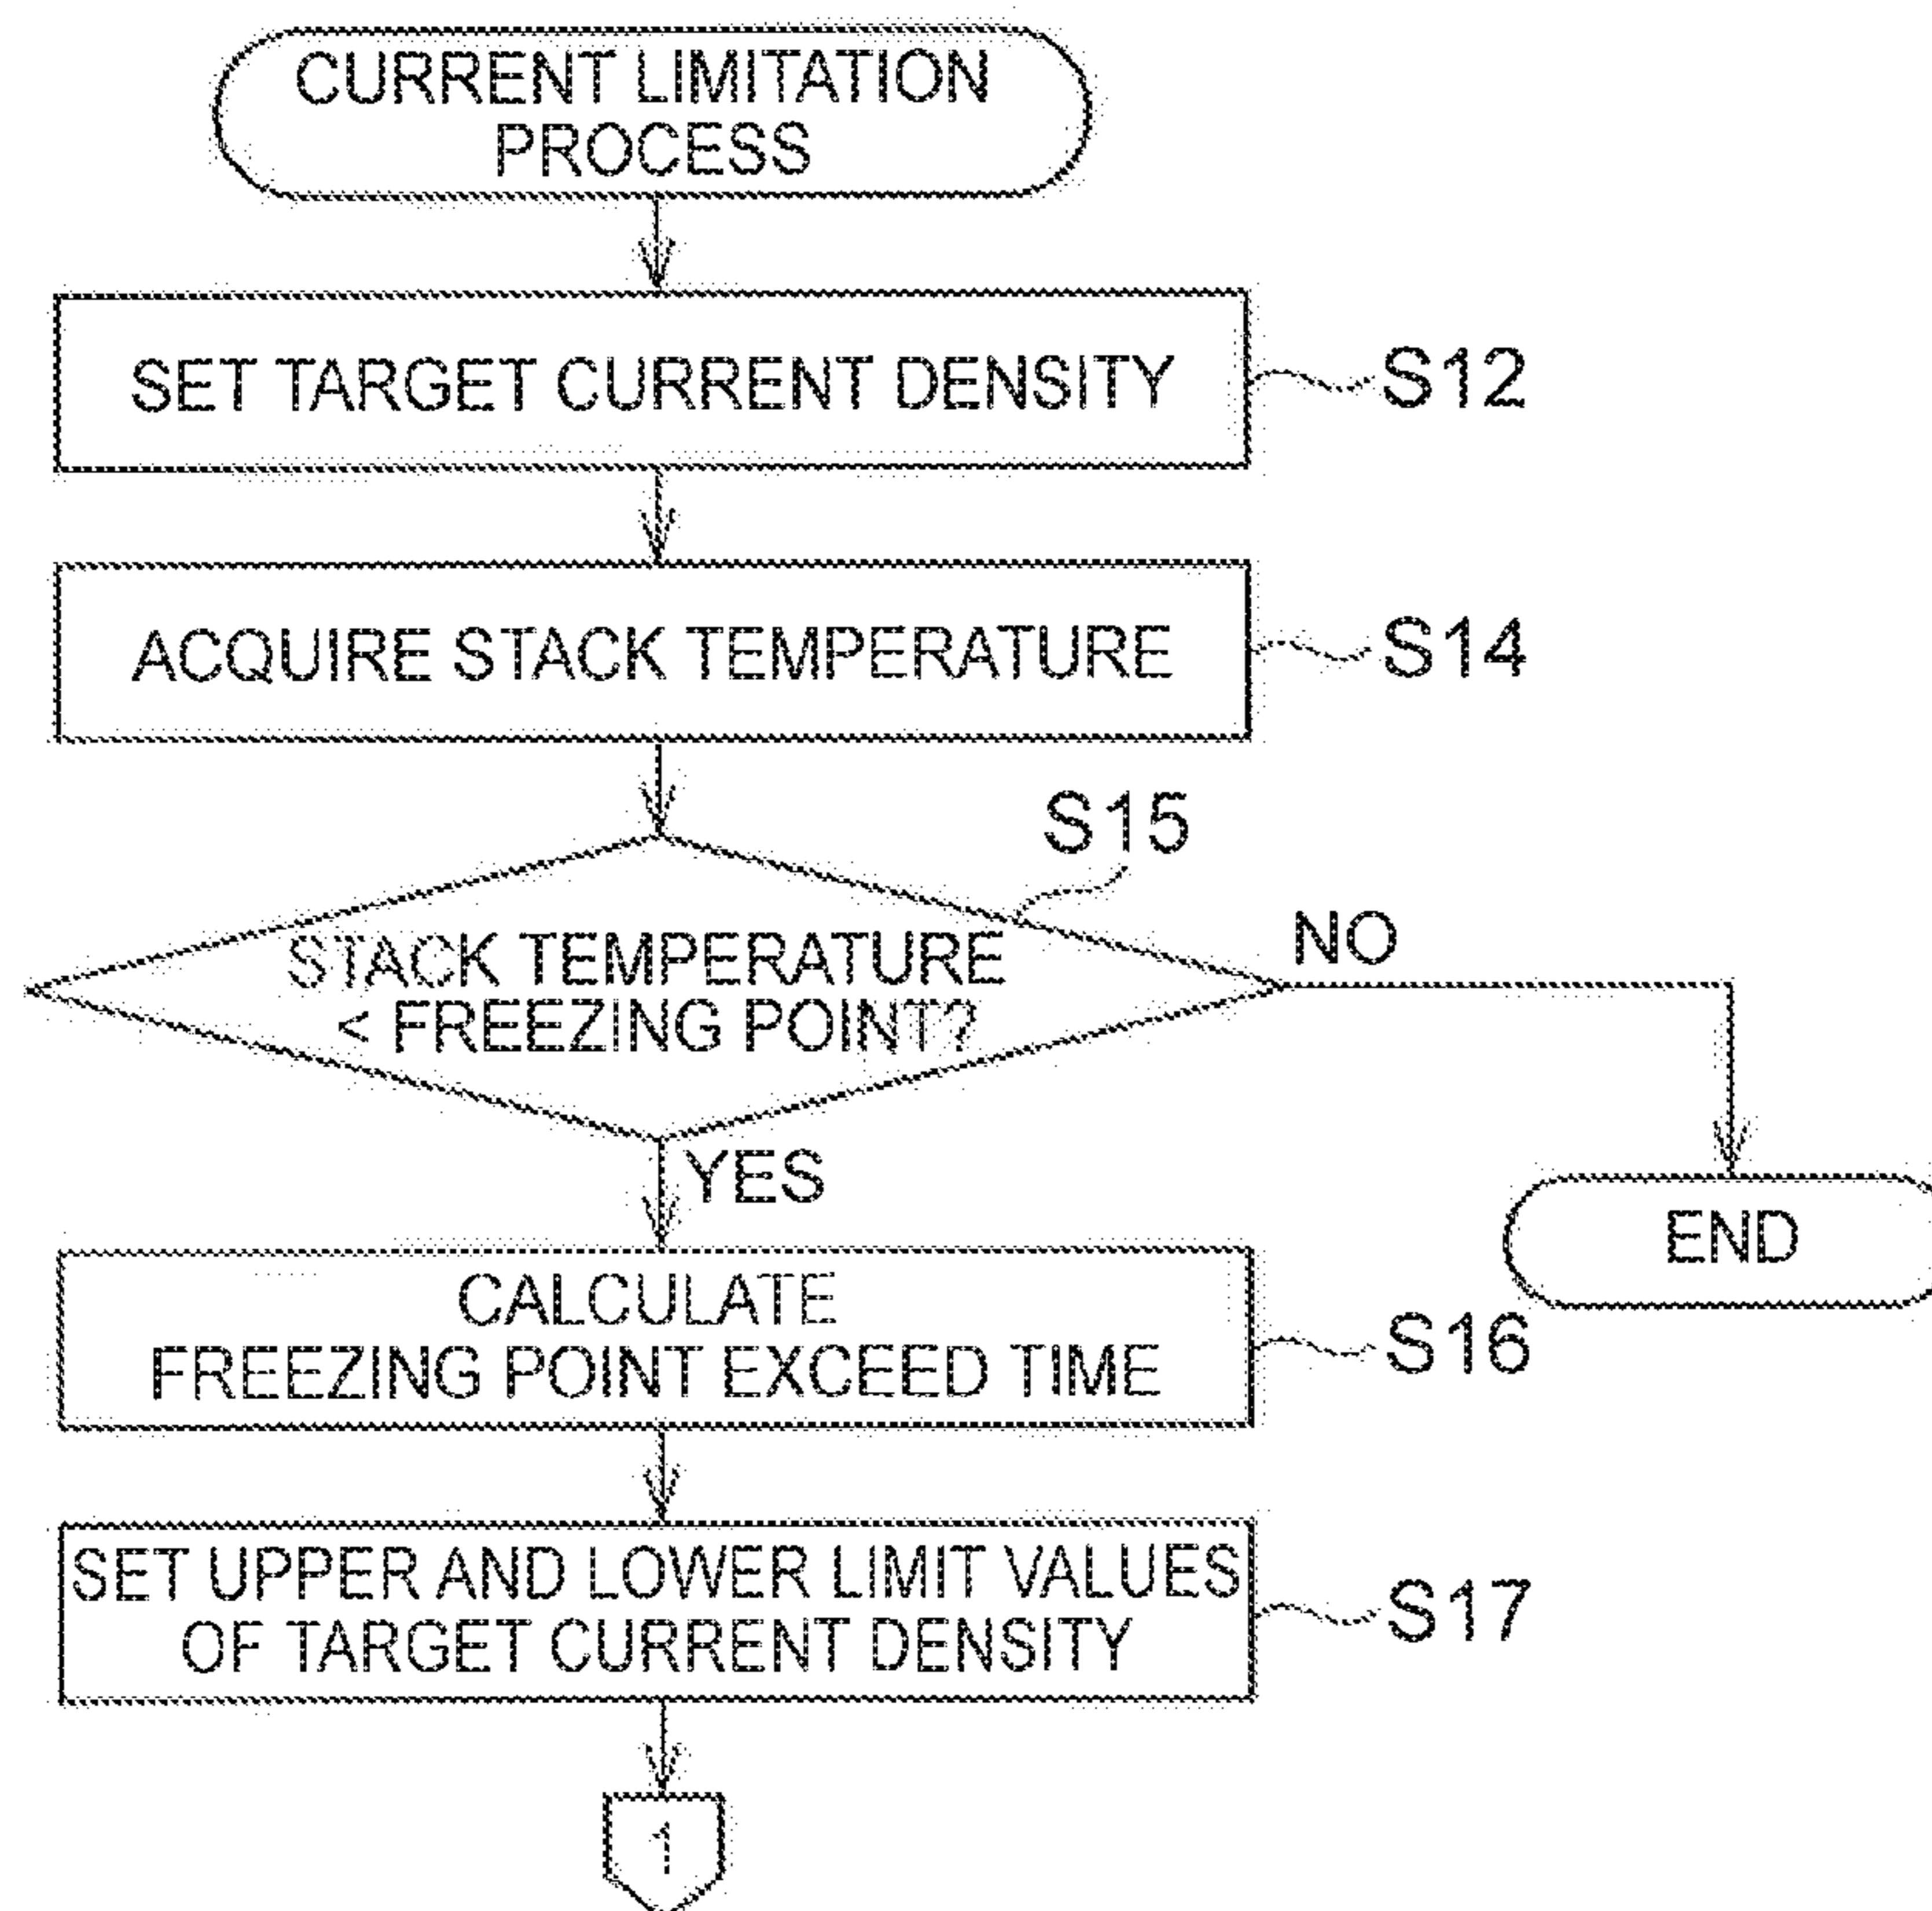 CURRENT LIMITATION
PROCESS
SET TARGET CURRENT DENSITY
S12
ACQUIRE STACK TEMPERATURE
S14
S15
STACK TEMPERATURE
< FREEZING POINT?
NO
YES
END
CALCULATE
FREEZING POINT EXCEED TIME
S16
SET UPPER AND LOWER LIMIT VALUES
OF TARGET CURRENT DENSITY
S17
1